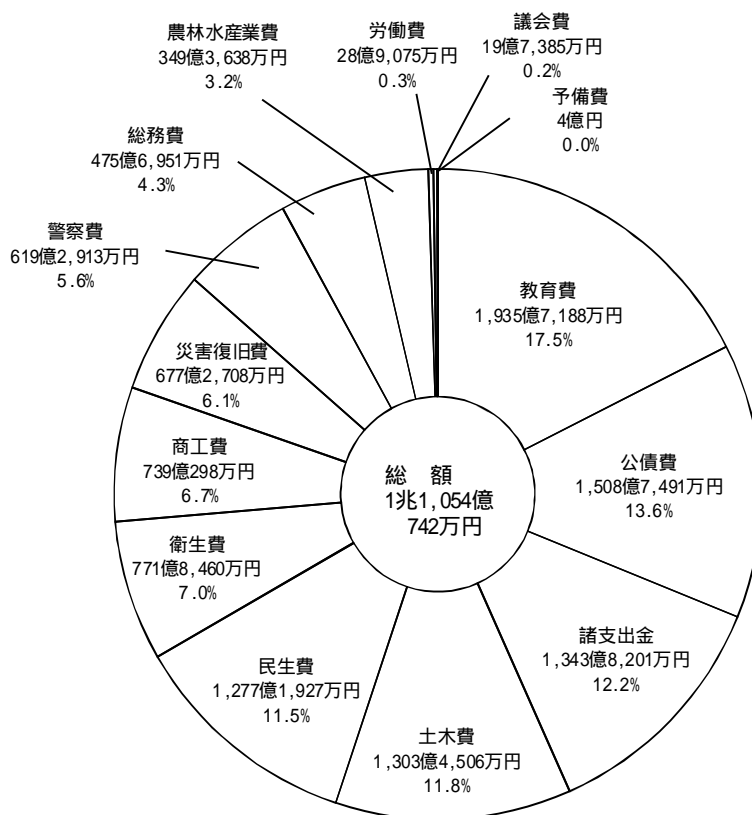 農林水産業費
349億3,638万円
3.2%
労働費
28億9,075万円
0.3%
議会費
19億7,385万円
0.2%
予備費
4億円
0.0%
総務費
475億6,951万円
4.3%
警察費
619億2,913万円
5.6%
教育費
1,935億7,188万円
17.5%
災害復旧費
677億2,708万円
6.1%
商工費
739億298万円
6.7%
総 額
1兆1,054億
742万円
公債費
1,508億7,491万円
13.6%
衛生費
771億8,460万円
7.0%
諸支出金
1,343億8,201万円
12.2%
民生費
1,277億1,927万円
11.5%
土木費
1,303億4,506万円
11.8%